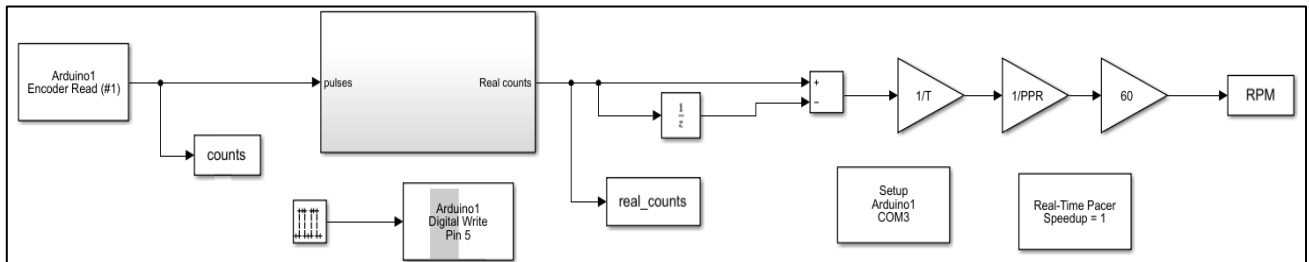 Arduino1
Encoder Read (#1)
counts
pulses
Real counts
1
z
+
−
1/T
1/PPR
60
RPM
Arduino1
Digital Write
Pin 5
real_counts
Setup
Arduino1
COM3
Real-Time Pacer
Speedup = 1